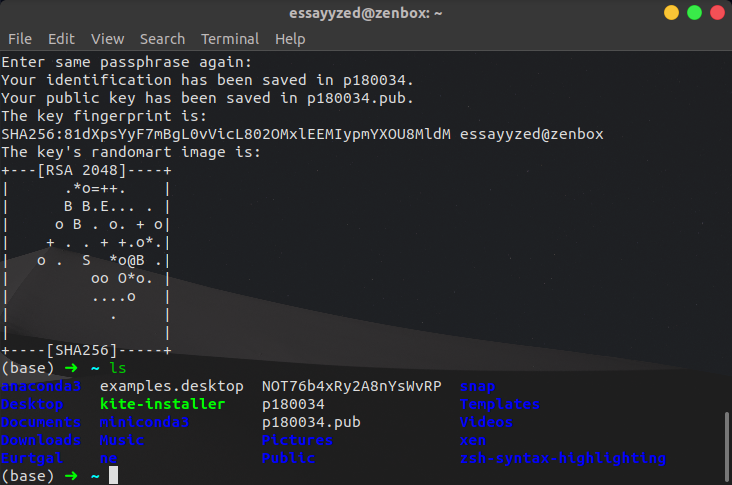 essayyzed@zenbox: ~
File Edit View Search Terminal Help
Enter same passphrase again:
Your identification has been saved in p180034.
Your public key has been saved in p180034.pub.
The key fingerprint is:
SHA256:81dXpsYyF7mBgL0vVicL802OMxlEEMIypmYXOU8MldM essayyzed@zenbox
The key's randomart image is:
+---[RSA 2048]----+
|      .*o=++.    |
|      B B.E... . |
|     o B . o. + o|
|    + . . + +.o*.|
|   o .  S  *o@B .|
|         oo O*o. |
|         ....o   |
|           .     |
|                 |
+----[SHA256]-----+
(base) ➜ ~ ls
anaconda3 examples.desktop NOT76b4xRy2A8nYsWvRP snap
Desktop kite-installer p180034 Templates
Documents miniconda3 p180034.pub Videos
Downloads Music Pictures xen
Eurtgal ne Public zsh-syntax-highlighting
(base) ➜ ~